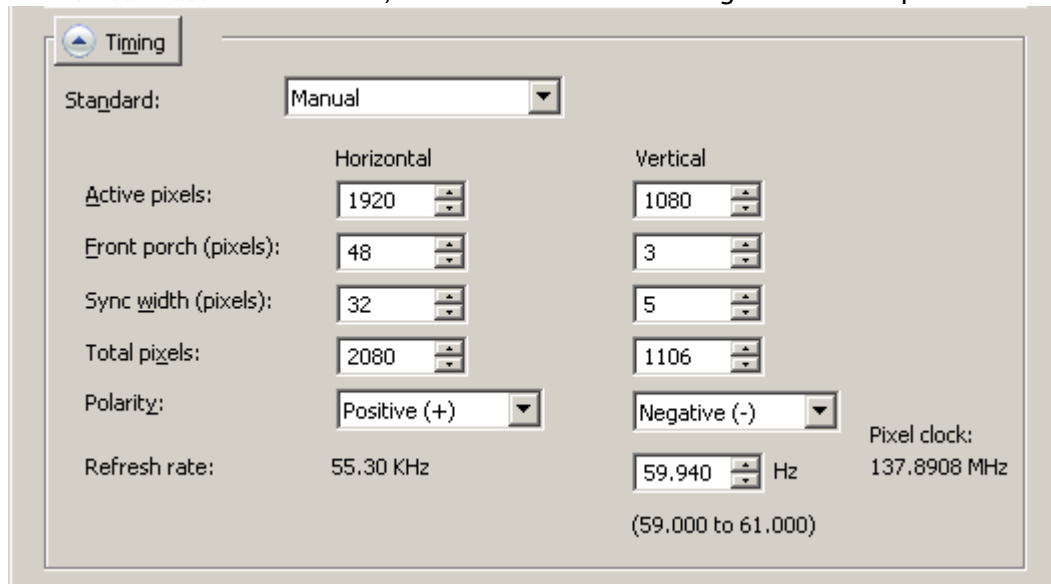 Timing
Standard: Manual
Horizontal Vertical
Active pixels: 1920 1080
Front porch (pixels): 48 3
Sync width (pixels): 32 5
Total pixels: 2080 1106
Polarity: Positive (+) Negative (-)
Pixel clock:
Refresh rate: 55.30 KHz 59.940 Hz 137.8908 MHz
(59.000 to 61.000)